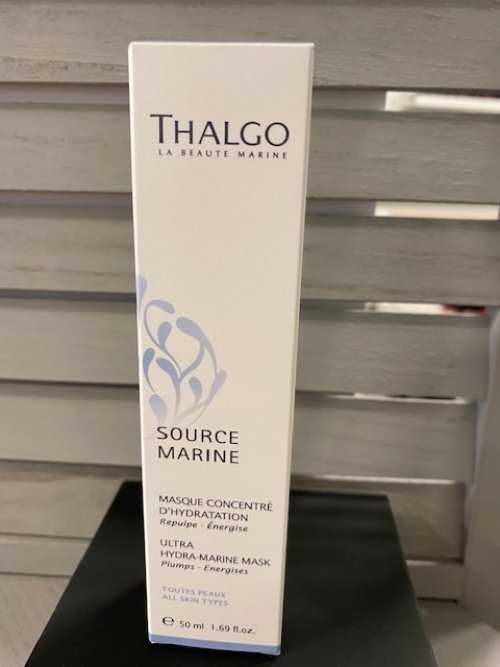 THALGO
LA BEAUTE MARINE
SOURCE
MARINE
MASQUE CONCENTRÉ
D'HYDRATATION
Repulpe - Énergise
ULTRA
HYDRA-MARINE MASK
Plumps - Energises
TOUTES PEAUX
ALL SKIN TYPES
℮ 50 ml 1.69 fl.oz.